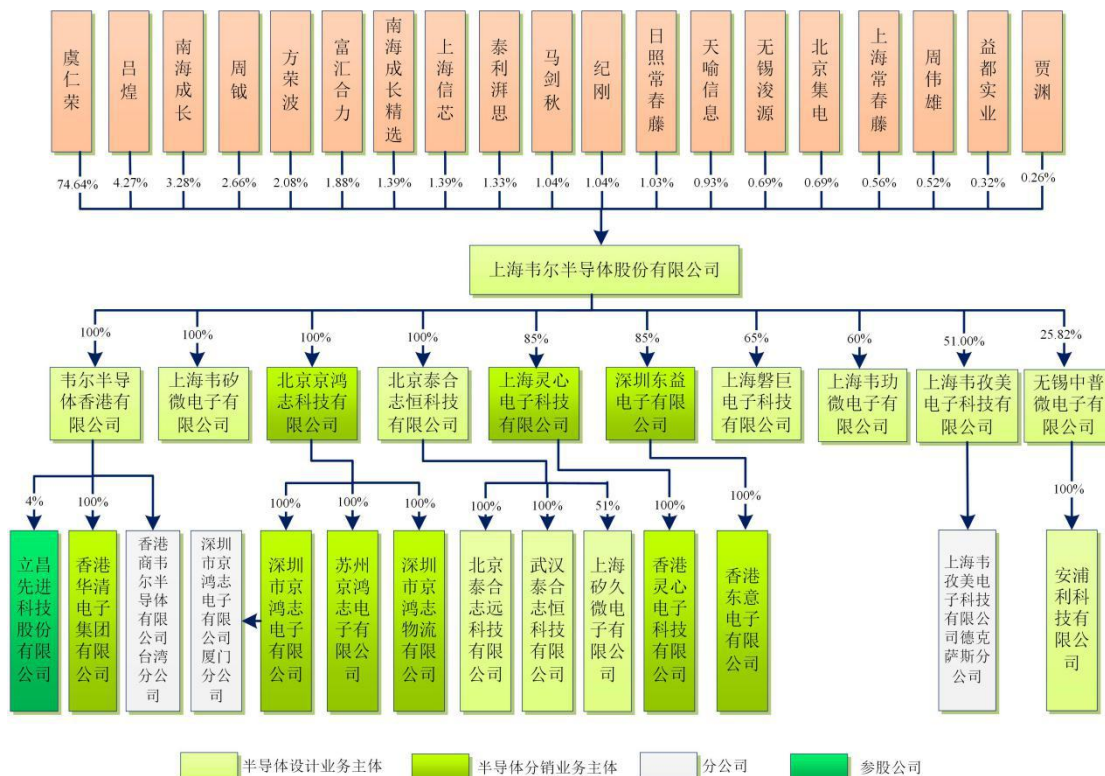 虞仁荣
吕煌
南海成长
周钺
方荣波
富汇合力
南海成长精选
上海信芯
泰利湃思
马剑秋
纪刚
日照常春藤
天喻信息
无锡浚源
北京集电
上海常春藤
周伟雄
益都实业
贾渊
74.64%
4.27%
3.28%
2.66%
2.08%
1.88%
1.39%
1.39%
1.33%
1.04%
1.04%
1.03%
0.93%
0.69%
0.69%
0.56%
0.52%
0.32%
0.26%
上海韦尔半导体股份有限公司
100%
100%
100%
100%
85%
85%
65%
60%
51.00%
25.82%
韦尔半导
体香港有
限公司
上海韦矽
微电子有
限公司
北京京鸿
志科技有
限公司
北京泰合
志恒科技
有限公司
上海灵心
电子科技
有限公司
深圳东益
电子有限
公司
上海磐巨
电子科技
有限公司
上海韦玏
微电子有
限公司
上海韦孜美
电子科技有
限公司
无锡中普
微电子有
限公司
4%
100%
100%
100%
100%
100%
100%
51%
100%
100%
100%
立昌
先进
科技
股份
有限
公司
香港
华清
电子
集团
有限
公司
香港
商韦
尔半
导体
有限
公司
台湾
分公
司
深圳
市京
鸿志
电子
有限
公司
厦门
分公
司
深圳
市京
鸿志
电子
有限
公司
苏州
京鸿
志电
子有
限公
司
深圳
市京
鸿志
物流
有限
公司
北京
泰合
志远
科技
有限
公司
武汉
泰合
志恒
科技
有限
公司
上海
矽久
微电
子有
限公
司
香港
灵心
电子
科技
有限
公司
香港
东意
电子
有限
公司
上海韦
孜美电
子科技
有限公
司德克
萨斯分
公司
安浦
利科
技有
限公
司
半导体设计业务主体
半导体分销业务主体
分公司
参股公司